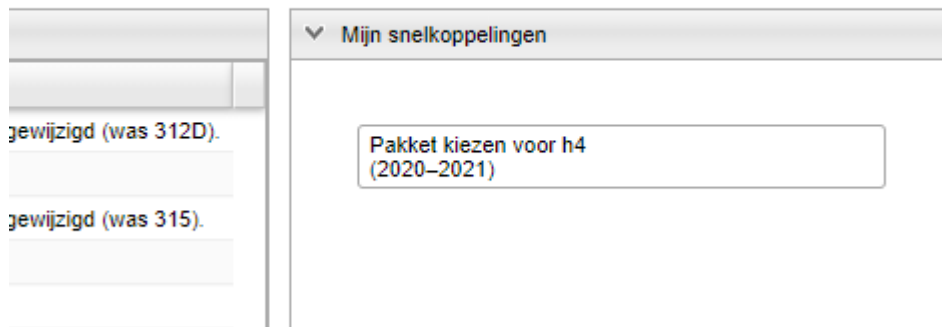 Mijn snelkoppelingen
gewijzigd (was 312D).
Pakket kiezen voor h4
(2020–2021)
gewijzigd (was 315).